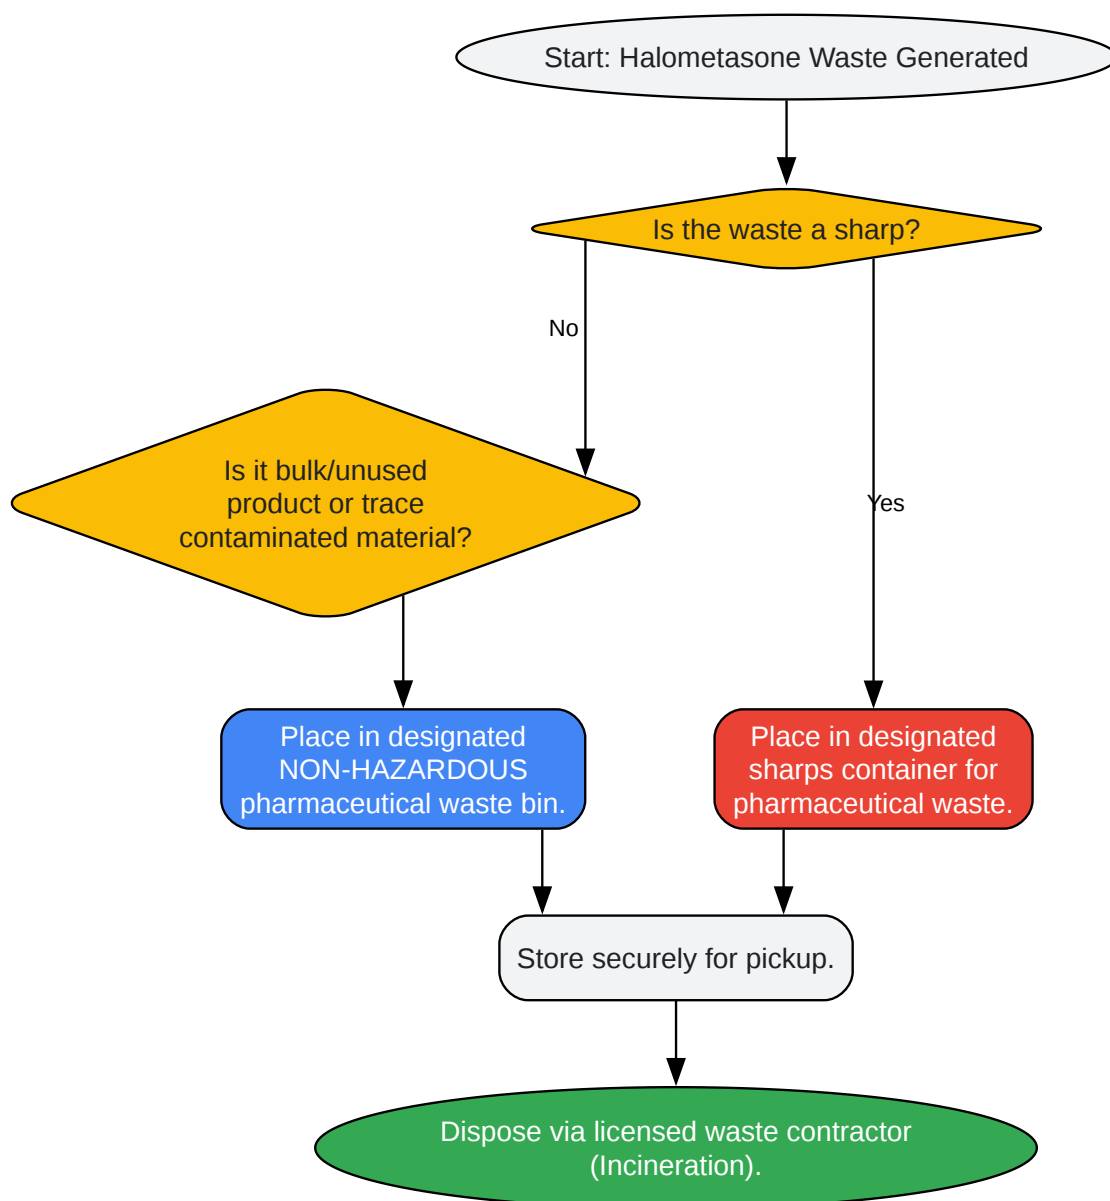 Start: Halometasone Waste Generated
Is the waste a sharp?
No
Is it bulk/unused
product or trace
contaminated material?
Yes
Place in designated
NON-HAZARDOUS
pharmaceutical waste bin.
Place in designated
sharps container for
pharmaceutical waste.
Store securely for pickup.
Dispose via licensed waste contractor
(Incineration).